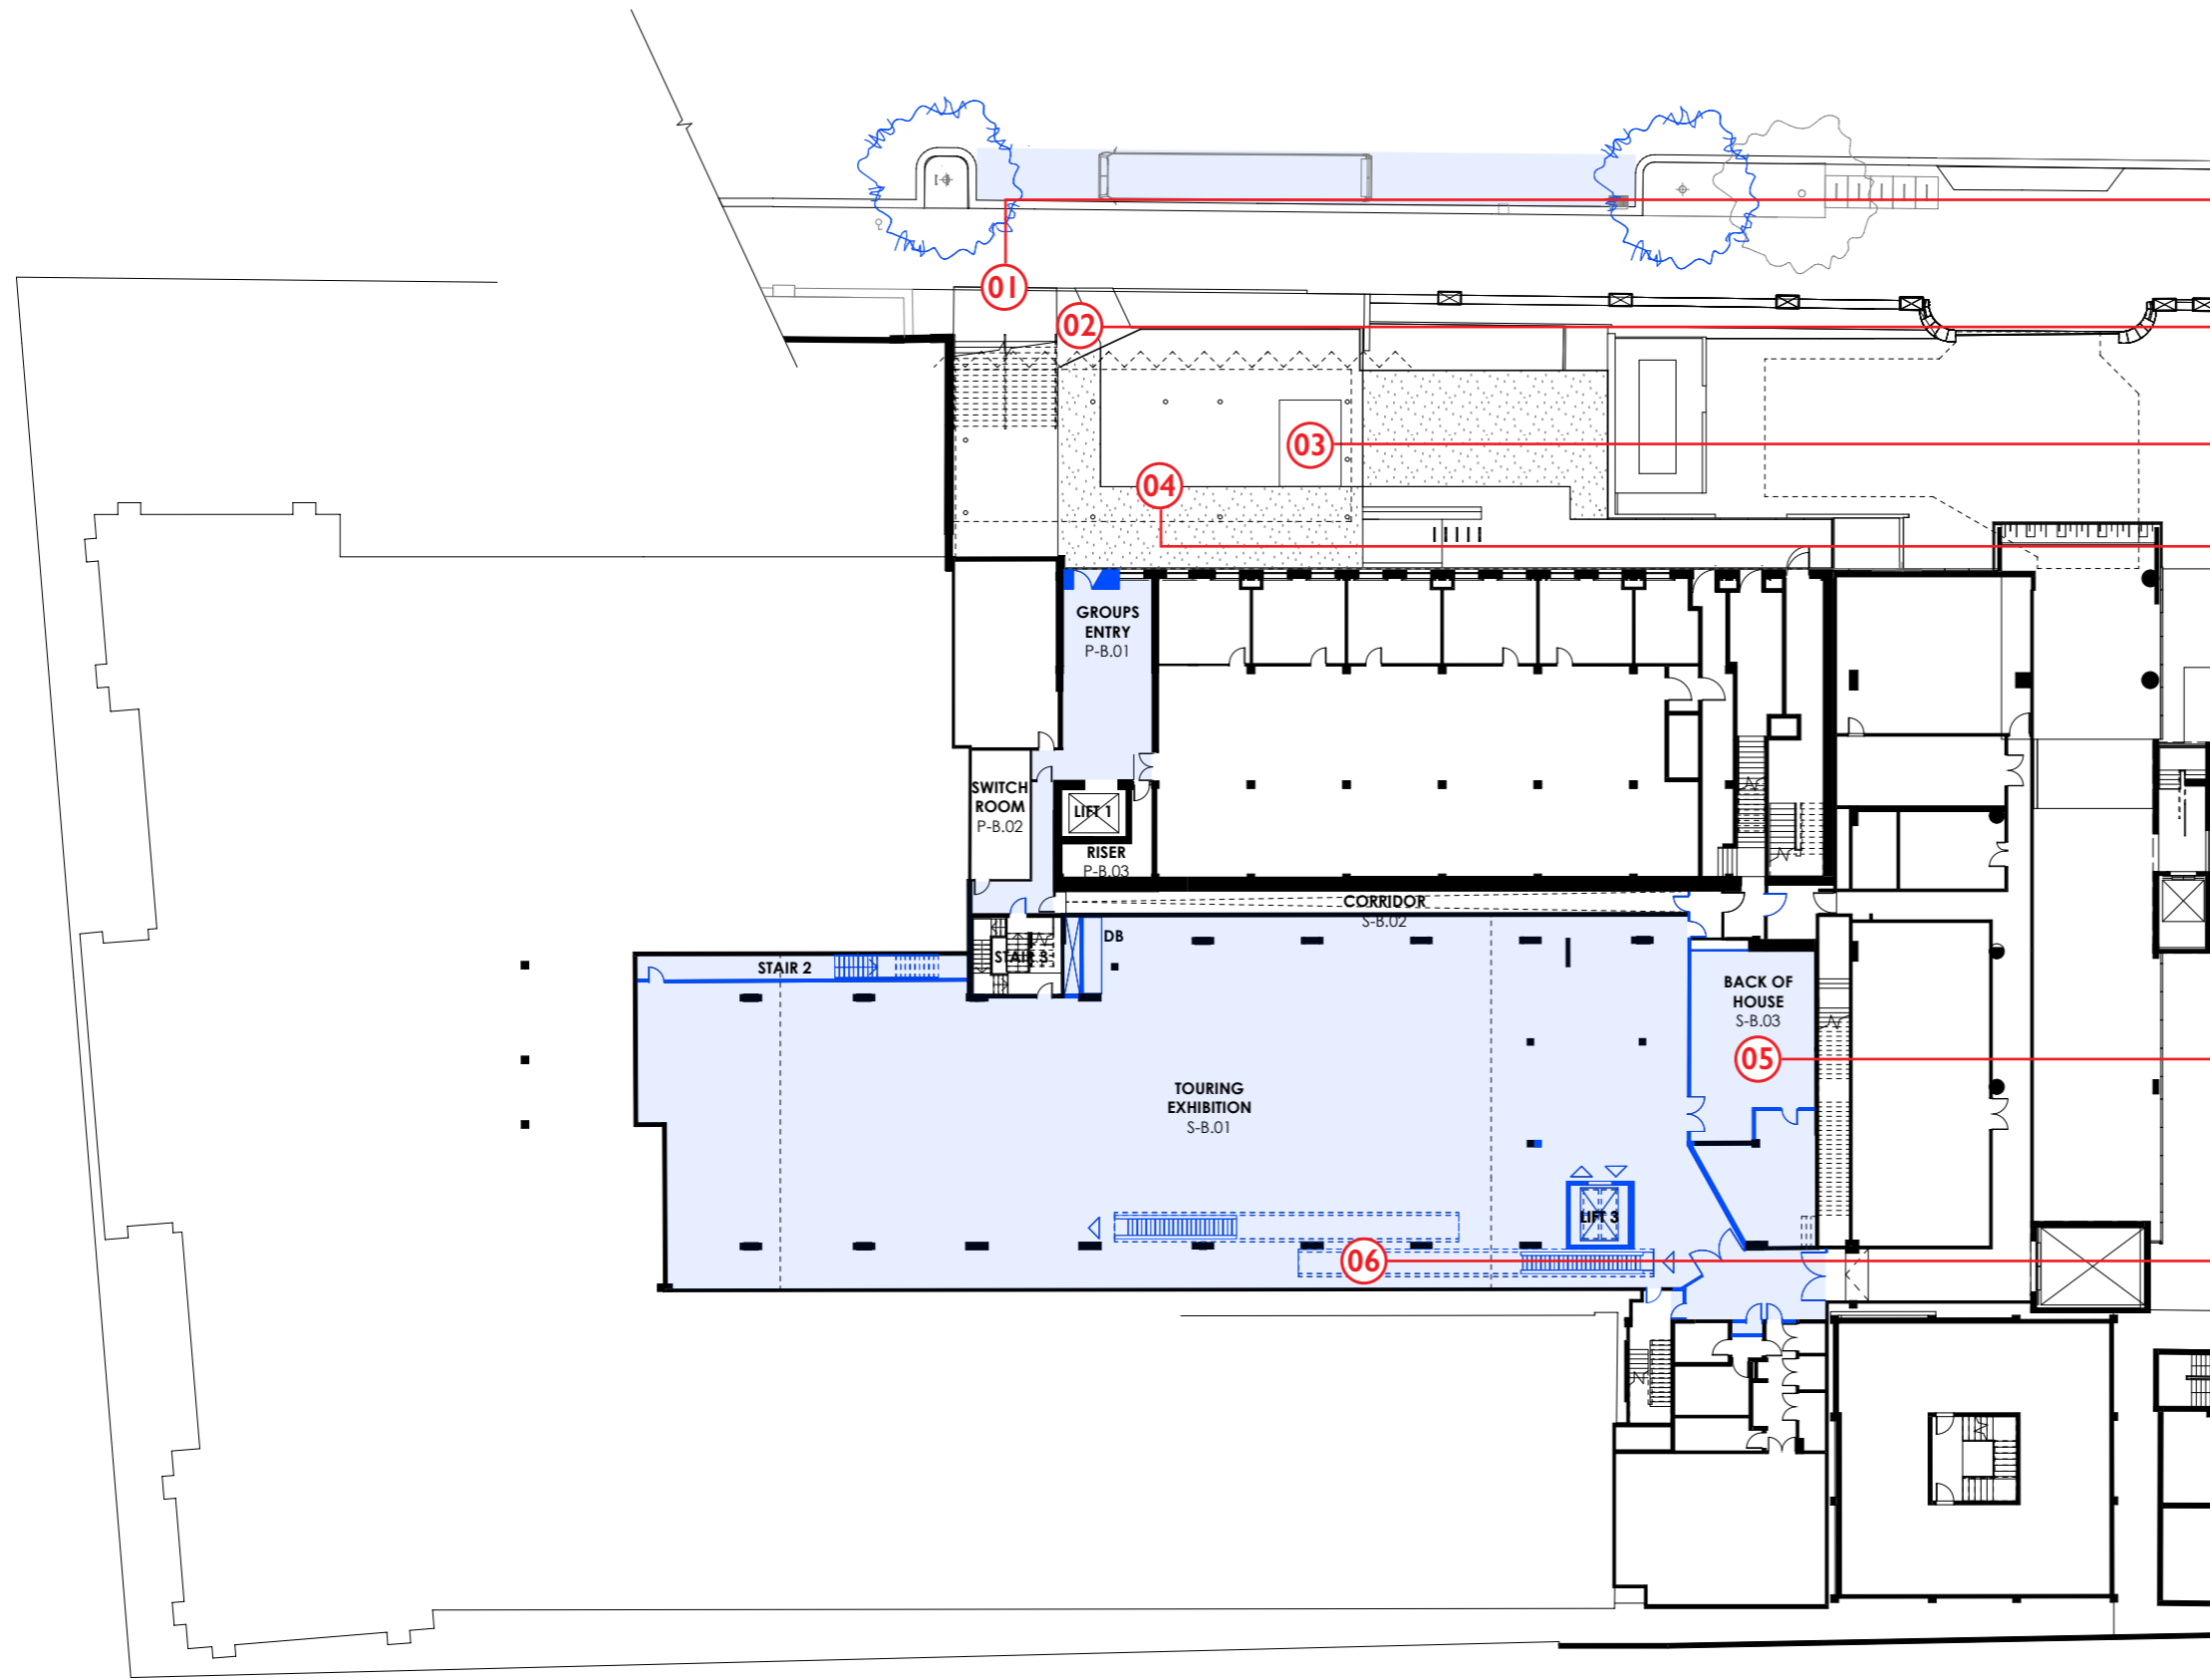 01
02
03
04
GROUPS
ENTRY
P-B.01
SWITCH
ROOM
P-B.02
LIFT 1
RISER
P-B.03
CORRIDOR
S-B.02
DB
STAIR 3
STAIR 2
BACK OF
HOUSE
S-B.03
05
TOURING
EXHIBITION
S-B.01
LIFT 3
06